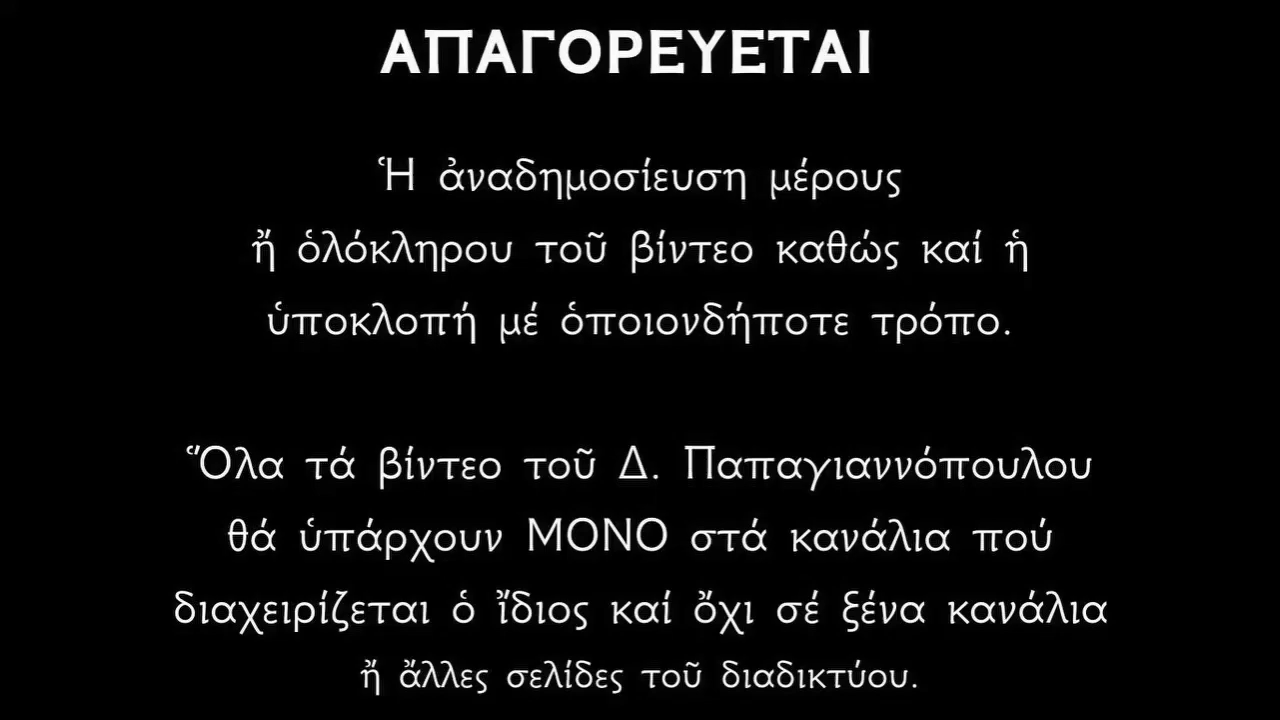 ΑΠΑΓΟΡΕΥΕΤΑΙ
Ἡ ἀναδημοσίευση μέρους
ἤ ὁλόκληρου τοῦ βίντεο καθώς καί ἡ
ὑποκλοπή μέ ὁποιονδήποτε τρόπο.
Ὅλα τά βίντεο τοῦ Δ. Παπαγιαννόπουλου
θά ὑπάρχουν ΜΟΝΟ στά κανάλια πού
διαχειρίζεται ὁ ἴδιος καί ὄχι σέ ξένα κανάλια
ἤ ἄλλες σελίδες τοῦ διαδικτύου.